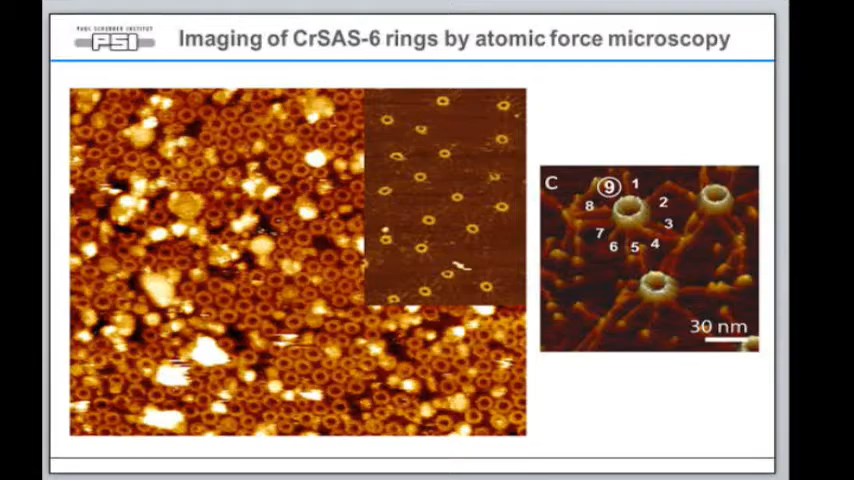 PAUL SCHERRER INSTITUT
PSI
Imaging of CrSAS-6 rings by atomic force microscopy
C
9
1
8
2
3
7
4
6
5
30 nm